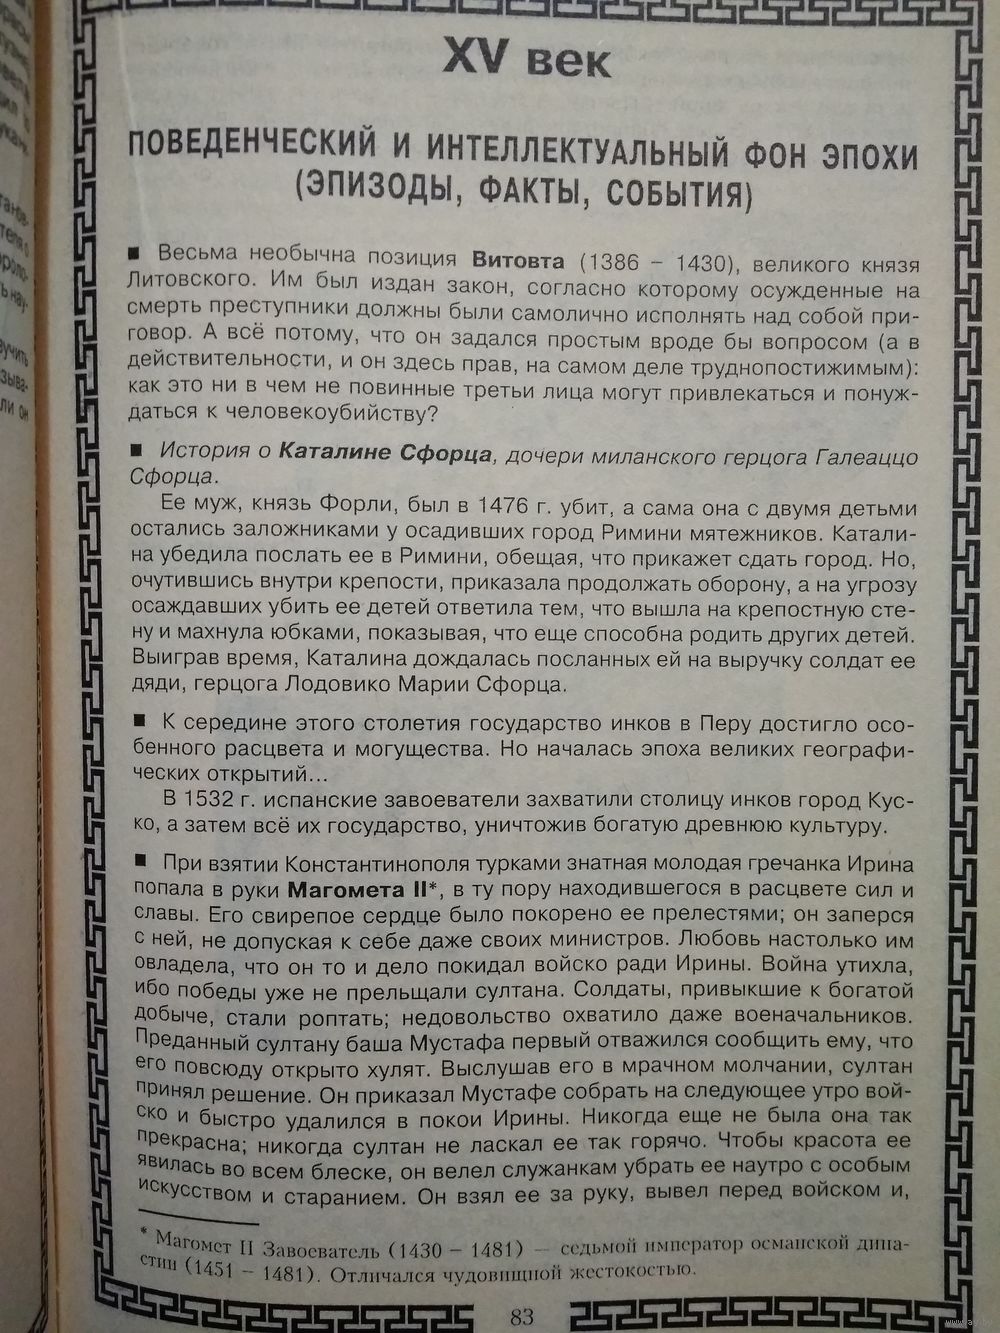 XV век
ПОВЕДЕНЧЕСКИЙ И ИНТЕЛЛЕКТУАЛЬНЫЙ ФОН ЭПОХИ
(ЭПИЗОДЫ, ФАКТЫ, СОБЫТИЯ)
■ Весьма необычна позиция Витовта (1386 – 1430), великого князя
Литовского. Им был издан закон, согласно которому осужденные на
смерть преступники должны были самолично исполнять над собой при-
говор. А всё потому, что он задался простым вроде бы вопросом (а в
действительности, и он здесь прав, на самом деле труднопостижимым):
как это ни в чем не повинные третьи лица могут привлекаться и понуж-
даться к человекоубийству?
■ История о Каталине Сфорца, дочери миланского герцога Галеаццо
Сфорца.
Ее муж, князь Форли, был в 1476 г. убит, а сама она с двумя детьми
остались заложниками у осадивших город Римини мятежников. Катали-
на убедила послать ее в Римини, обещая, что прикажет сдать город. Но,
очутившись внутри крепости, приказала продолжать оборону, а на угрозу
осаждавших убить ее детей ответила тем, что вышла на крепостную сте-
ну и махнула юбками, показывая, что еще способна родить других детей.
Выиграв время, Каталина дождалась посланных ей на выручку солдат ее
дяди, герцога Лодовико Марии Сфорца.
■ К середине этого столетия государство инков в Перу достигло осо-
бенного расцвета и могущества. Но началась эпоха великих географи-
ческих открытий...
В 1532 г. испанские завоеватели захватили столицу инков город Кус-
ко, а затем всё их государство, уничтожив богатую древнюю культуру.
■ При взятии Константинополя турками знатная молодая гречанка Ирина
попала в руки Магомета II*, в ту пору находившегося в расцвете сил и
славы. Его свирепое сердце было покорено ее прелестями; он заперся
с ней, не допуская к себе даже своих министров. Любовь настолько им
овладела, что он то и дело покидал войско ради Ирины. Война утихла,
ибо победы уже не прельщали султана. Солдаты, привыкшие к богатой
добыче, стали роптать; недовольство охватило даже военачальников.
Преданный султану баша Мустафа первый отважился сообщить ему, что
его повсюду открыто хулят. Выслушав его в мрачном молчании, султан
принял решение. Он приказал Мустафе собрать на следующее утро вой-
ско и быстро удалился в покои Ирины. Никогда еще не была она так
прекрасна; никогда султан не ласкал ее так горячо. Чтобы красота ее
явилась во всем блеске, он велел служанкам убрать ее наутро с особым
искусством и старанием. Он взял ее за руку, вывел перед войском и,
* Магомет II Завоеватель (1430 – 1481) — седьмой император османской дина-
стии (1451 – 1481). Отличался чудовищной жестокостью.
83